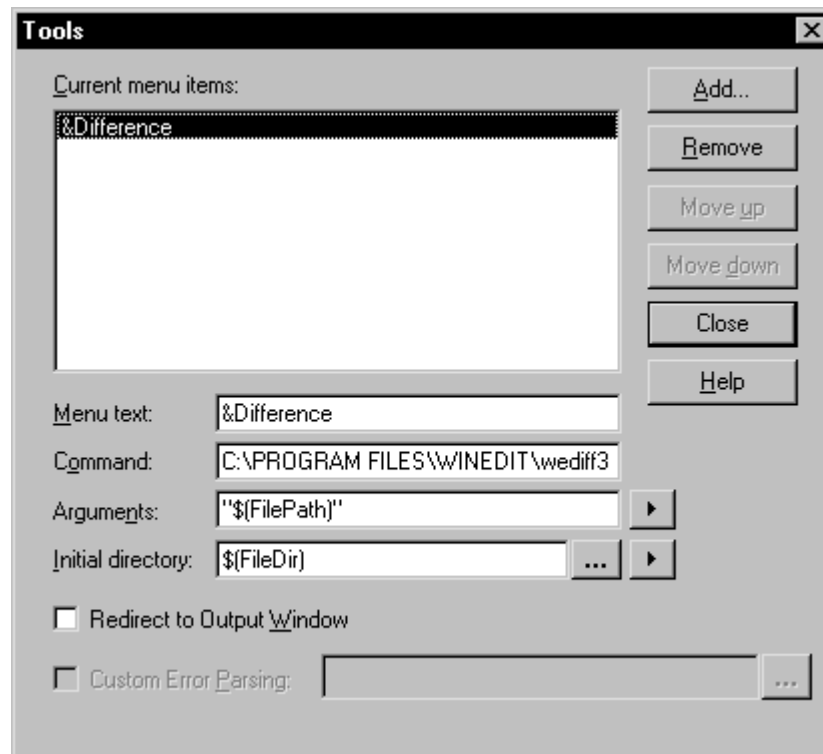 Tools
Current menu items:
&Difference
Add...
Remove
Move up
Move down
Close
Help
Menu text: &Difference
Command: C:\PROGRAM FILES\WINEDIT\wediff3
Arguments: "$(FilePath)"
Initial directory: $(FileDir) ...
Redirect to Output Window
Custom Error Parsing: ...